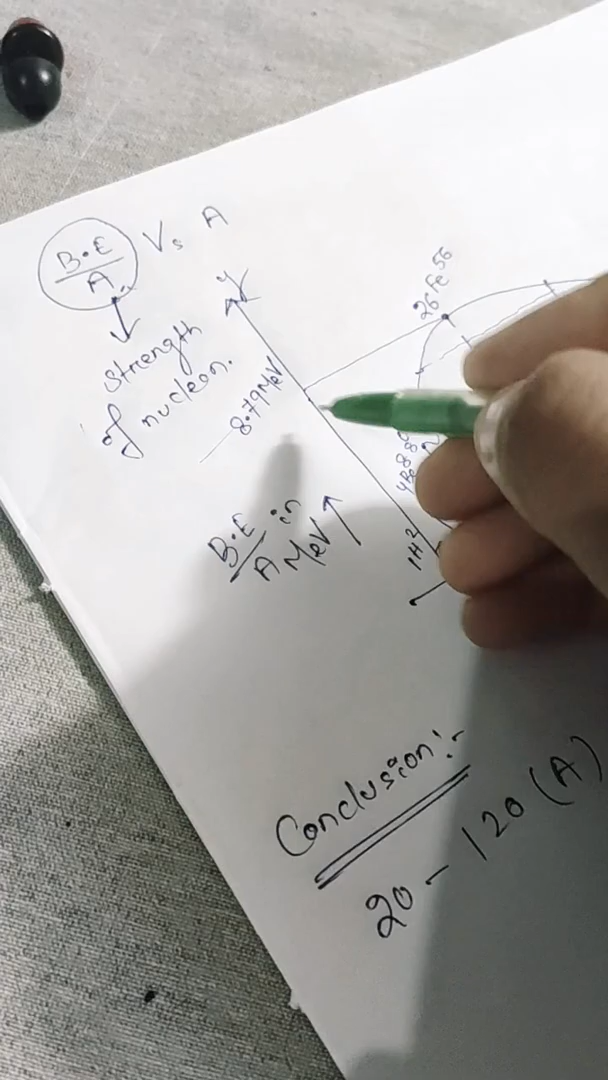 B.E/A Vs A
Strength
of nucleon.
y
26Fe56
8.79MeV
B.E/A in
MeV
1H2
Conclusion:-
20-120 (A)